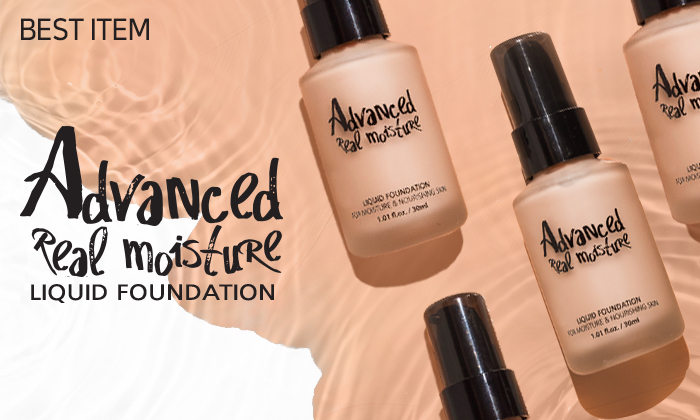 BEST ITEM
Advanced
Real moisture
LIQUID FOUNDATION
Advanced
Real moisture
LIQUID FOUNDATION
FOR MOISTURE & NOURISHING SKIN
1.01 fl.oz. / 30ml
Advanced
Real moisture
LIQUID FOUNDATION
FOR MOISTURE & NOURISHING SKIN
1.01 fl.oz. / 30ml